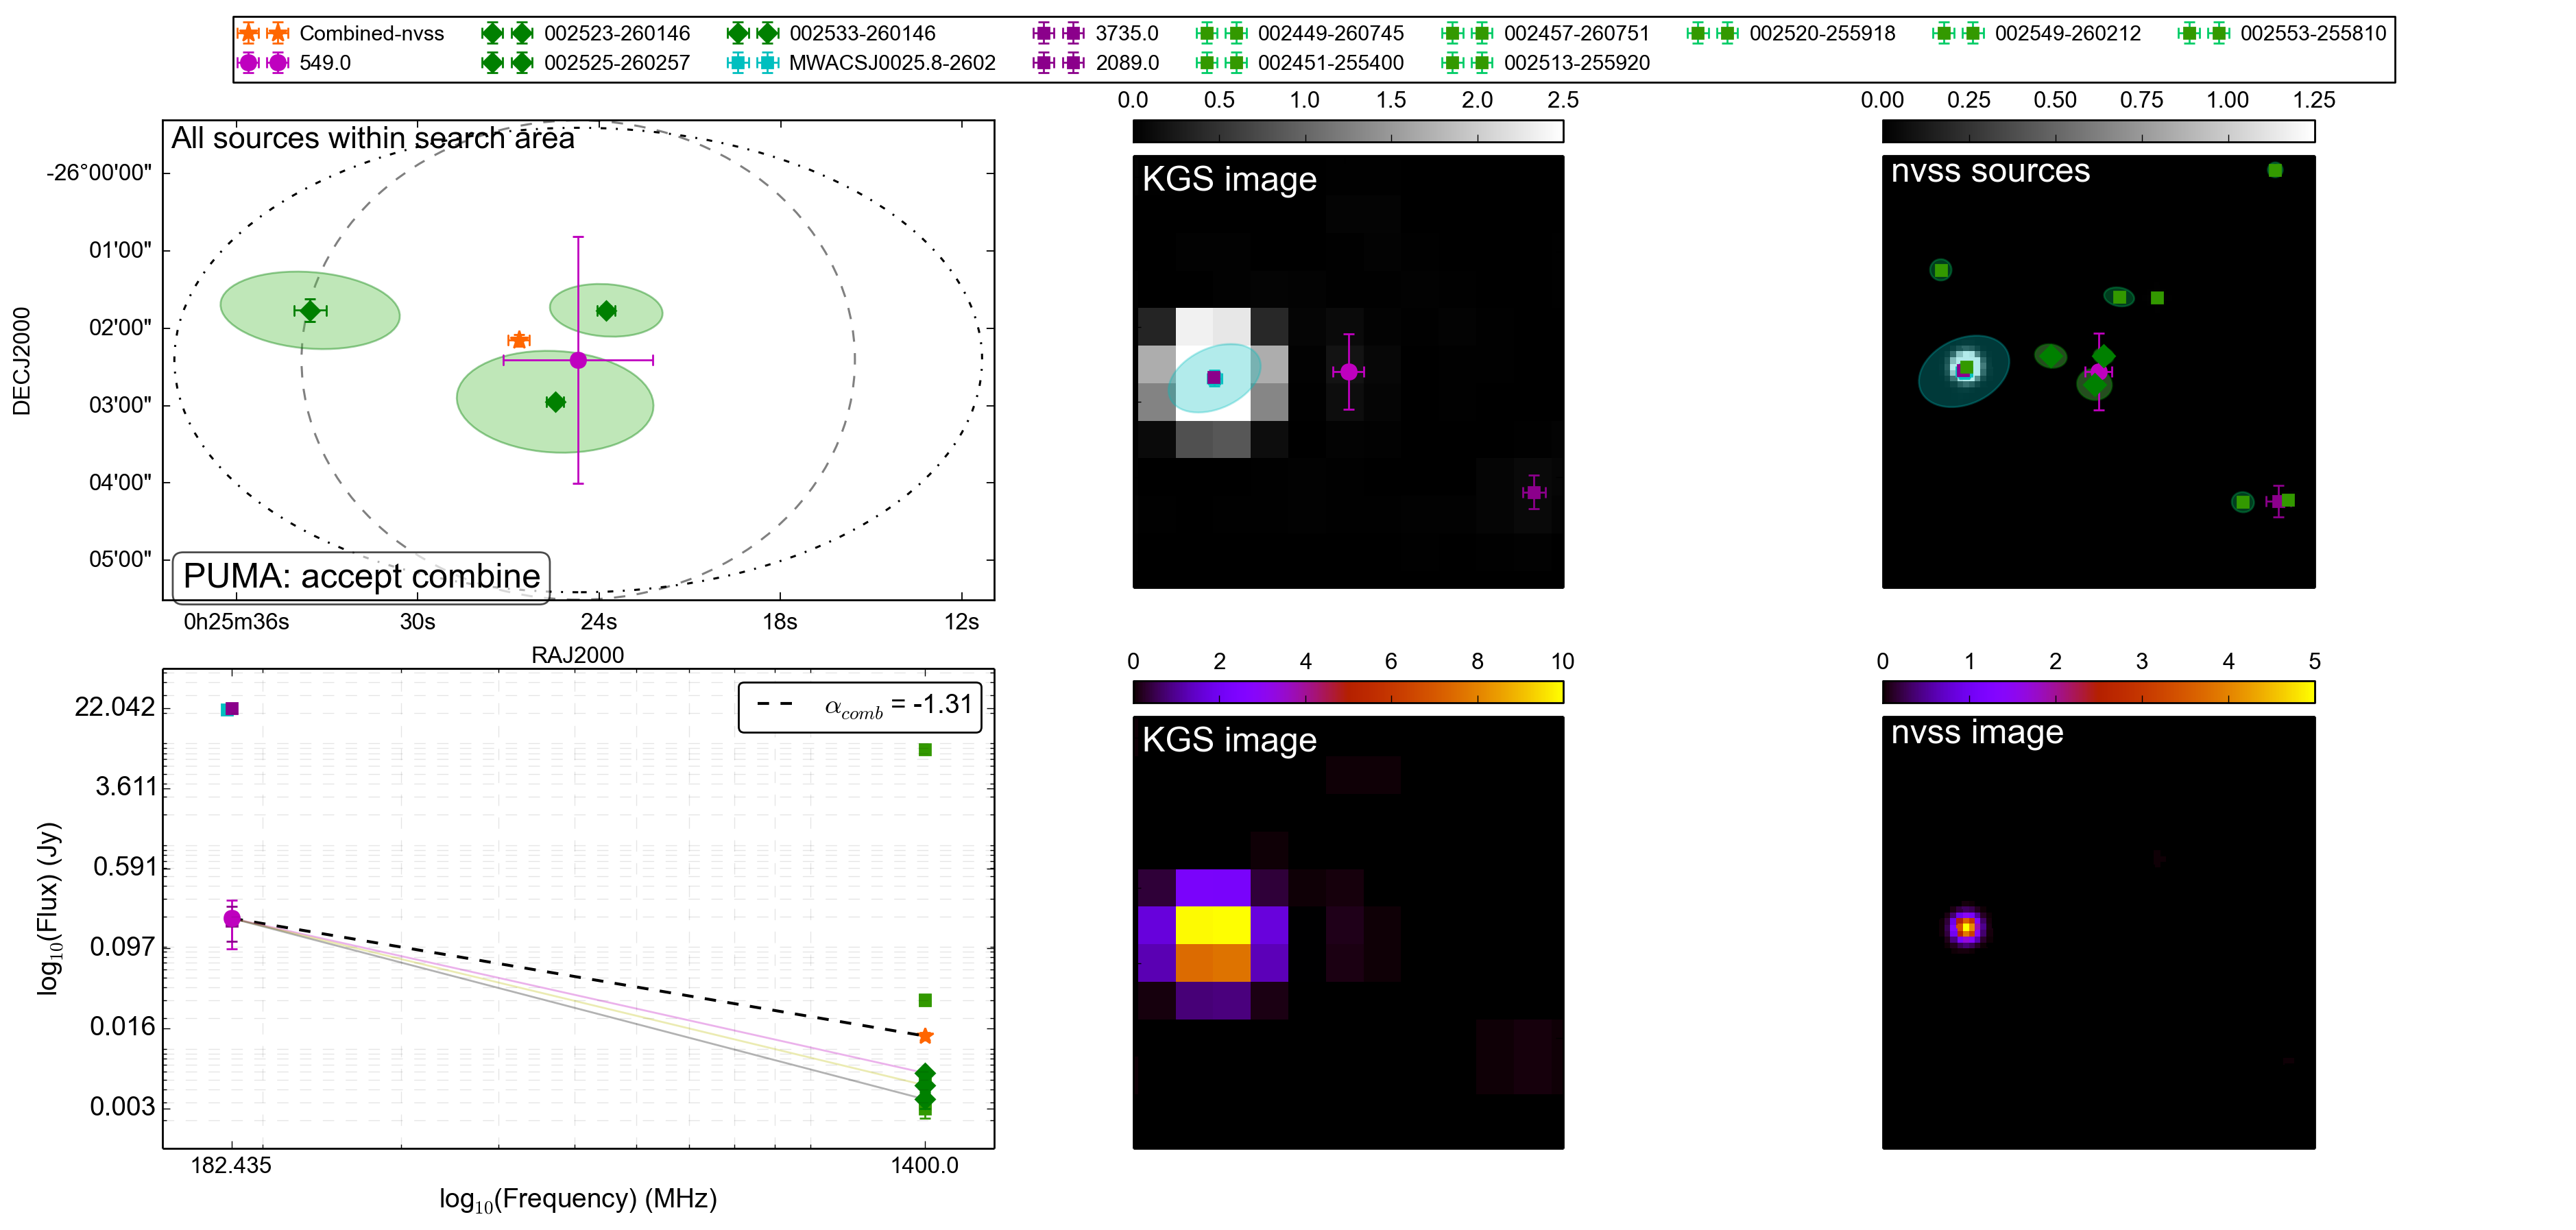 Combined-nvss 002523-260146 002533-260146 3735.0 002449-260745 002457-260751 002520-255918 002549-260212 002553-255810
549.0 002525-260257 MWACSJ0025.8-2602 2089.0 002451-255400 002513-255920
0.0 0.5 1.0 1.5 2.0 2.5
0.00 0.25 0.50 0.75 1.00 1.25
All sources within search area
-26°00'00"
01'00"
02'00"
03'00"
04'00"
05'00"
DECJ2000
PUMA: accept combine
0h25m36s 30s 24s 18s 12s
RAJ2000
KGS image
nvss sources
22.042
3.611
0.591
0.097
0.016
0.003
log₁₀(Flux) (Jy)
α_comb = -1.31
182.435 1400.0
log₁₀(Frequency) (MHz)
0 2 4 6 8 10
KGS image
0 1 2 3 4 5
nvss image